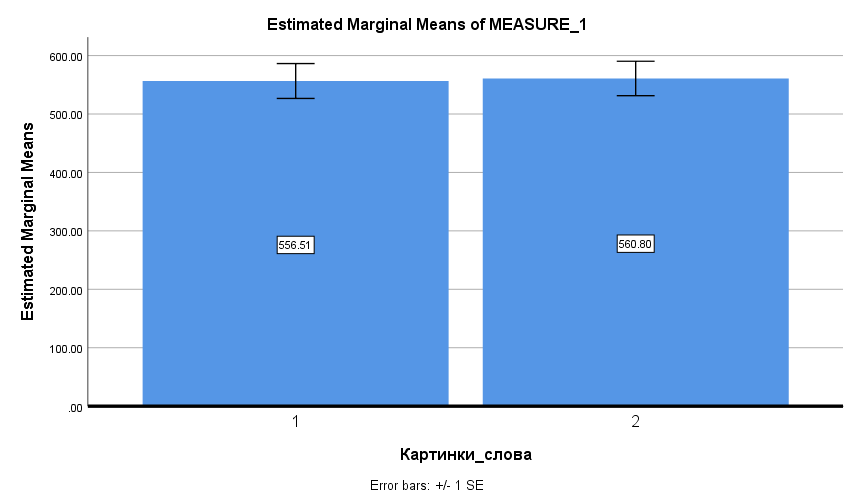 Estimated Marginal Means of MEASURE_1
Estimated Marginal Means
600.00
500.00
400.00
300.00
200.00
100.00
.00
556.51
560.80
1
2
Картинки_слова
Error bars: +/- 1 SE